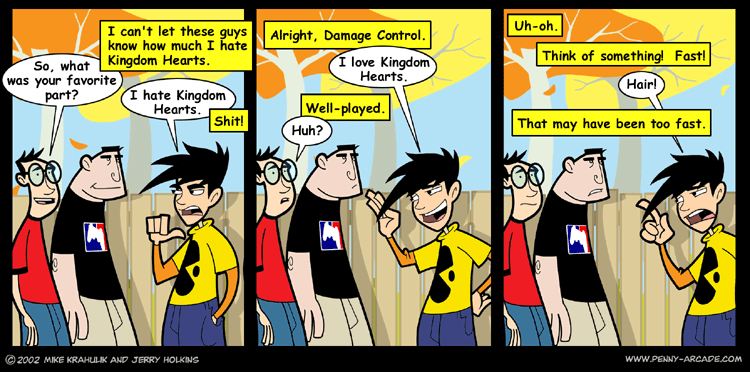 I can't let these guys
know how much I hate
Kingdom Hearts.
So, what
was your favorite
part?
I hate Kingdom
Hearts.
Shit!
Alright, Damage Control.
I love Kingdom
Hearts.
Well-played.
Huh?
Uh-oh.
Think of something! Fast!
Hair!
That may have been too fast.
©2002 MIKE KRAHULIK AND JERRY HOLKINS
WWW.PENNY-ARCADE.COM